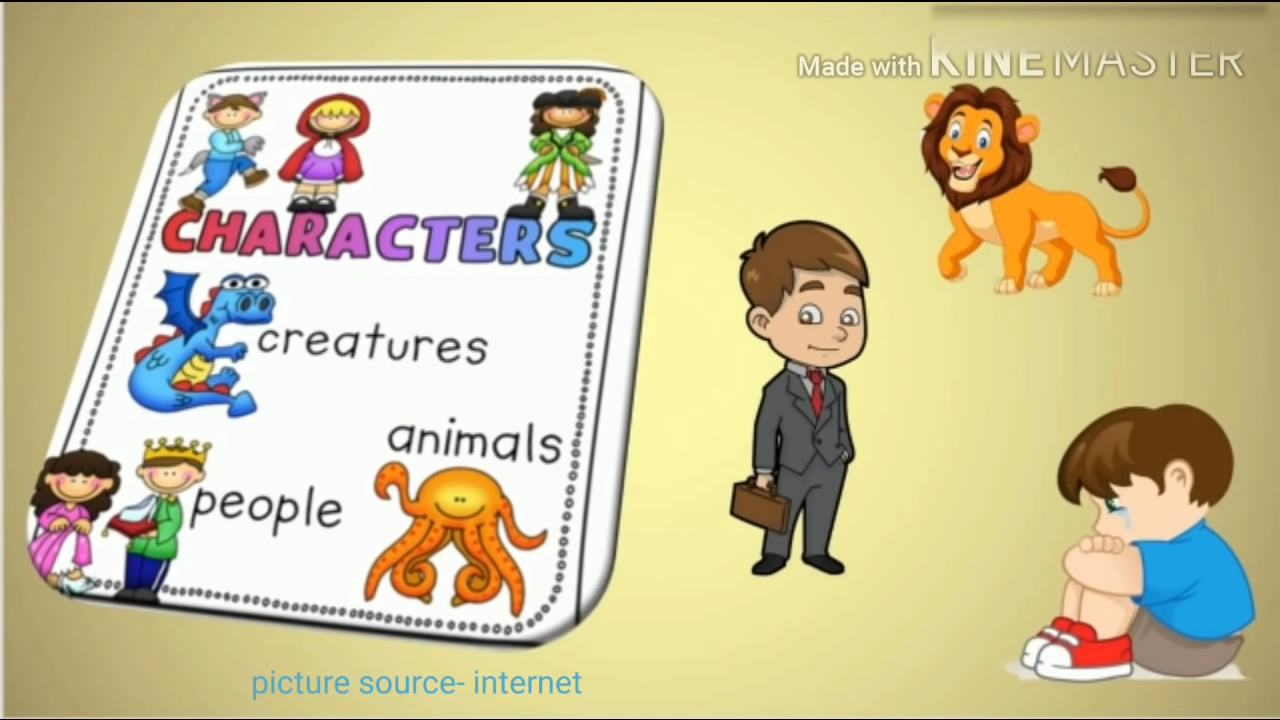 Made with KINEMASTER
CHARACTERS
creatures
animals
people
picture source- internet